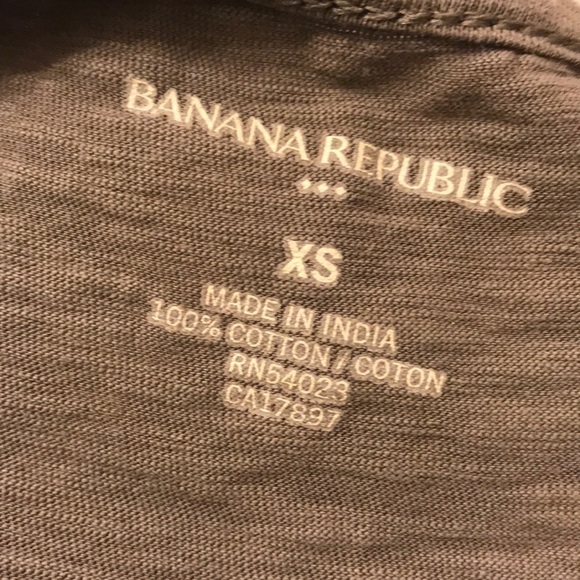 BANANA REPUBLIC
XS
MADE IN INDIA
100% COTTON / COTON
RN54023
CA17897